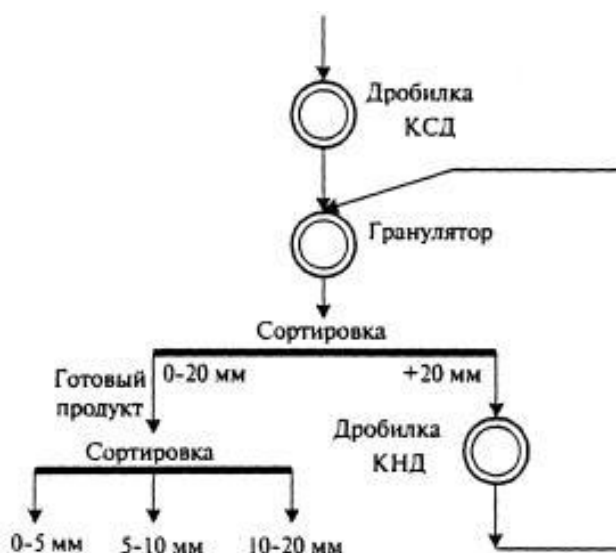 Дробилка
КСД
Гранулятор
Сортировка
0-20 мм
+20 мм
Готовый
продукт
Дробилка
КНД
Сортировка
0-5 мм
5-10 мм
10-20 мм